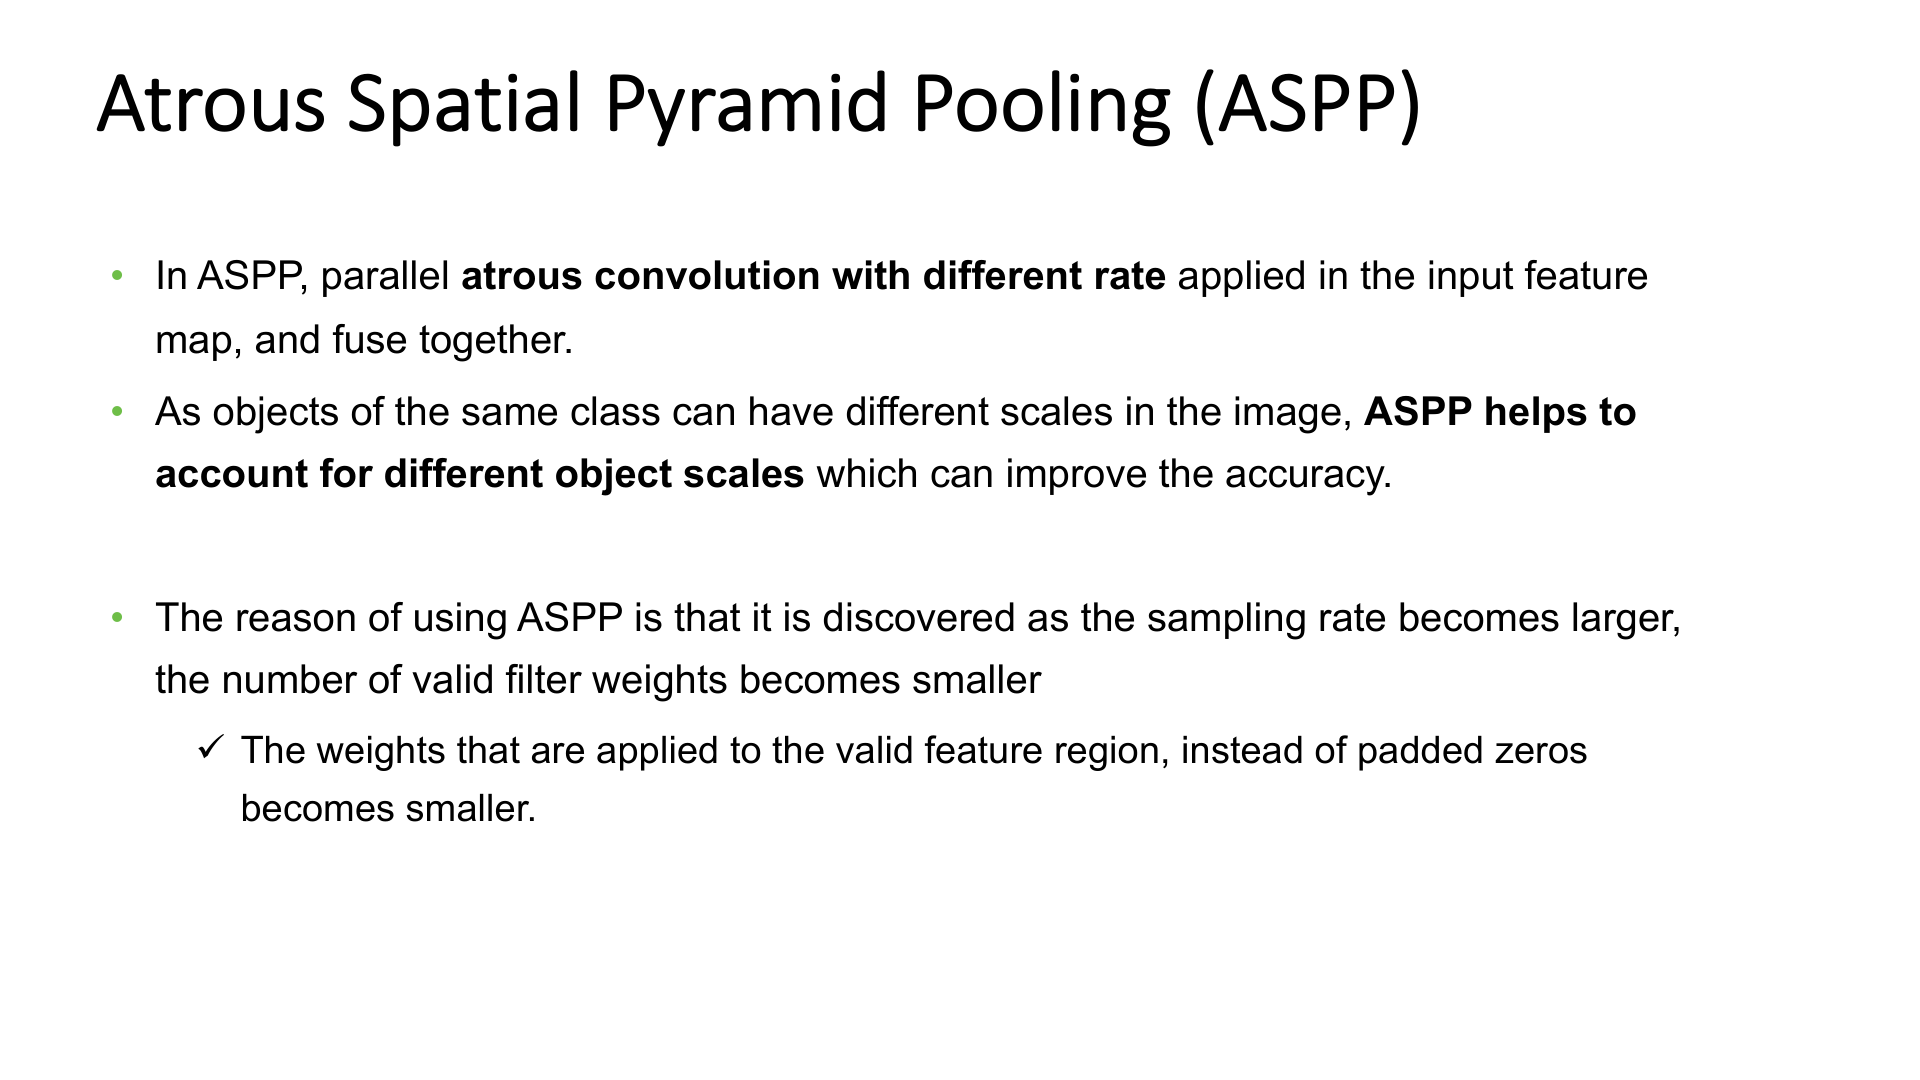 Atrous Spatial Pyramid Pooling (ASPP)
• In ASPP, parallel atrous convolution with different rate applied in the input feature
map, and fuse together.
• As objects of the same class can have different scales in the image, ASPP helps to
account for different object scales which can improve the accuracy.
• The reason of using ASPP is that it is discovered as the sampling rate becomes larger,
the number of valid filter weights becomes smaller
✓ The weights that are applied to the valid feature region, instead of padded zeros
becomes smaller.